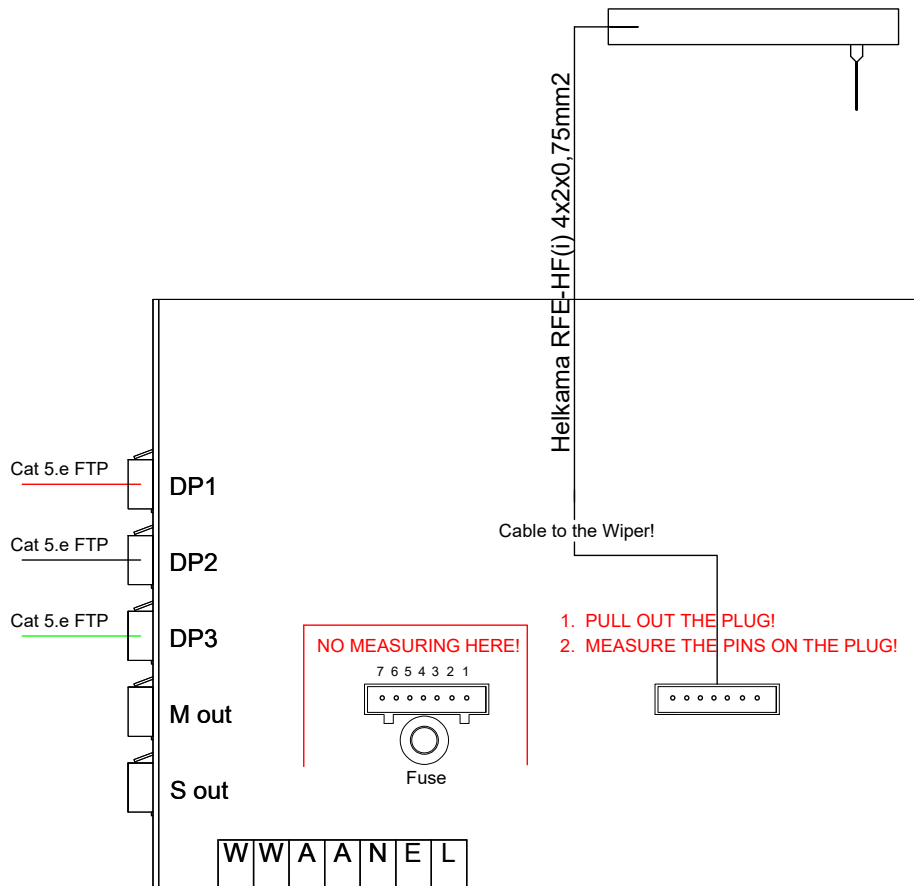 Helkama RFE-HF(i) 4x2x0,75mm2
Cat 5.e FTP
DP1
Cable to the Wiper!
Cat 5.e FTP
DP2
Cat 5.e FTP
DP3
1. PULL OUT THE PLUG!
NO MEASURING HERE!
2. MEASURE THE PINS ON THE PLUG!
7 6 5 4 3 2 1
M out
Fuse
S out
W W A A N E L